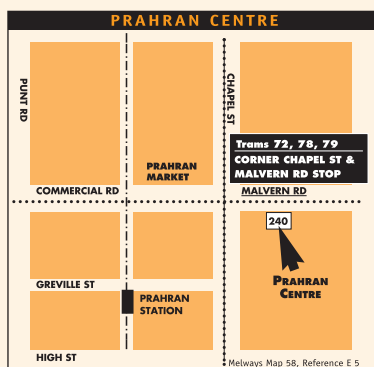 PRAHRAN CENTRE
PUNT RD
CHAPEL ST
Trams 72, 78, 79
CORNER CHAPEL ST &
MALVERN RD STOP
PRAHRAN
MARKET
COMMERCIAL RD
MALVERN RD
240
PRAHRAN
CENTRE
GREVILLE ST
PRAHRAN
STATION
HIGH ST
Melways Map 58, Reference E 5